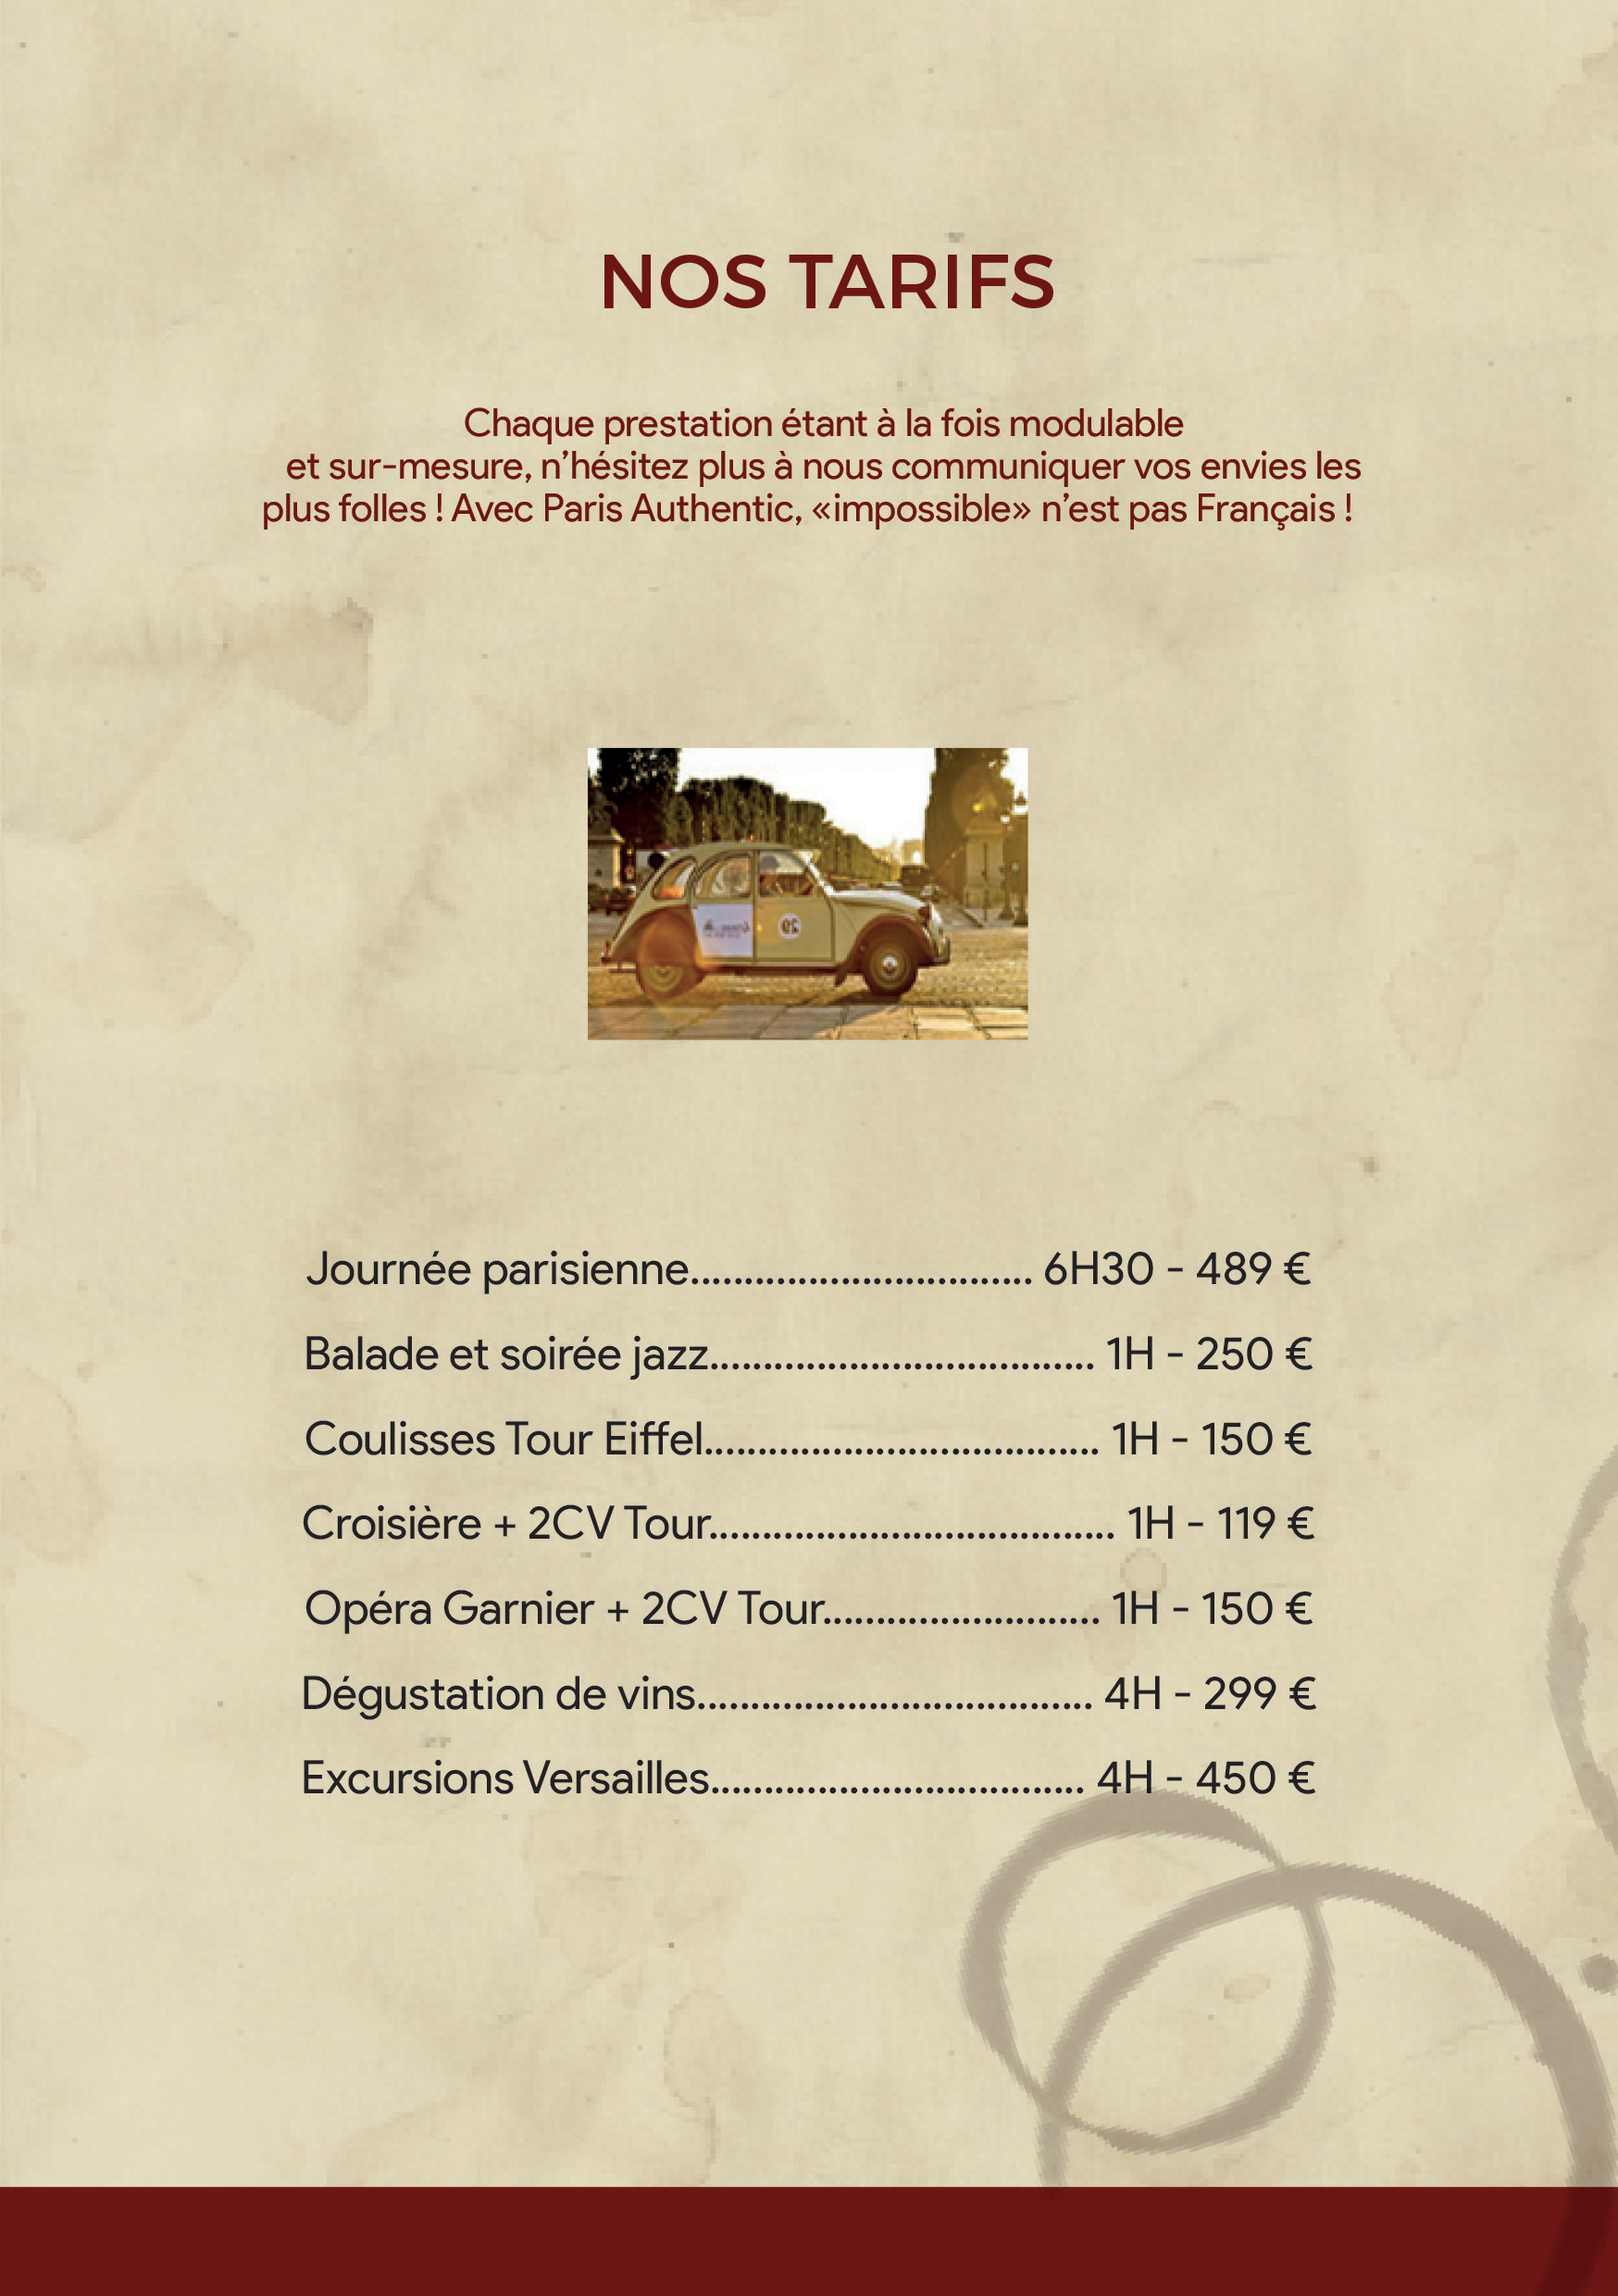 NOS TARIFS
Chaque prestation étant à la fois modulable
et sur-mesure, n’hésitez plus à nous communiquer vos envies les
plus folles ! Avec Paris Authentic, «impossible» n’est pas Français !
Journée parisienne................................ 6H30 - 489 €
Balade et soirée jazz.................................... 1H - 250 €
Coulisses Tour Eiffel..................................... 1H - 150 €
Croisière + 2CV Tour...................................... 1H - 119 €
Opéra Garnier + 2CV Tour.......................... 1H - 150 €
Dégustation de vins..................................... 4H - 299 €
Excursions Versailles................................... 4H - 450 €